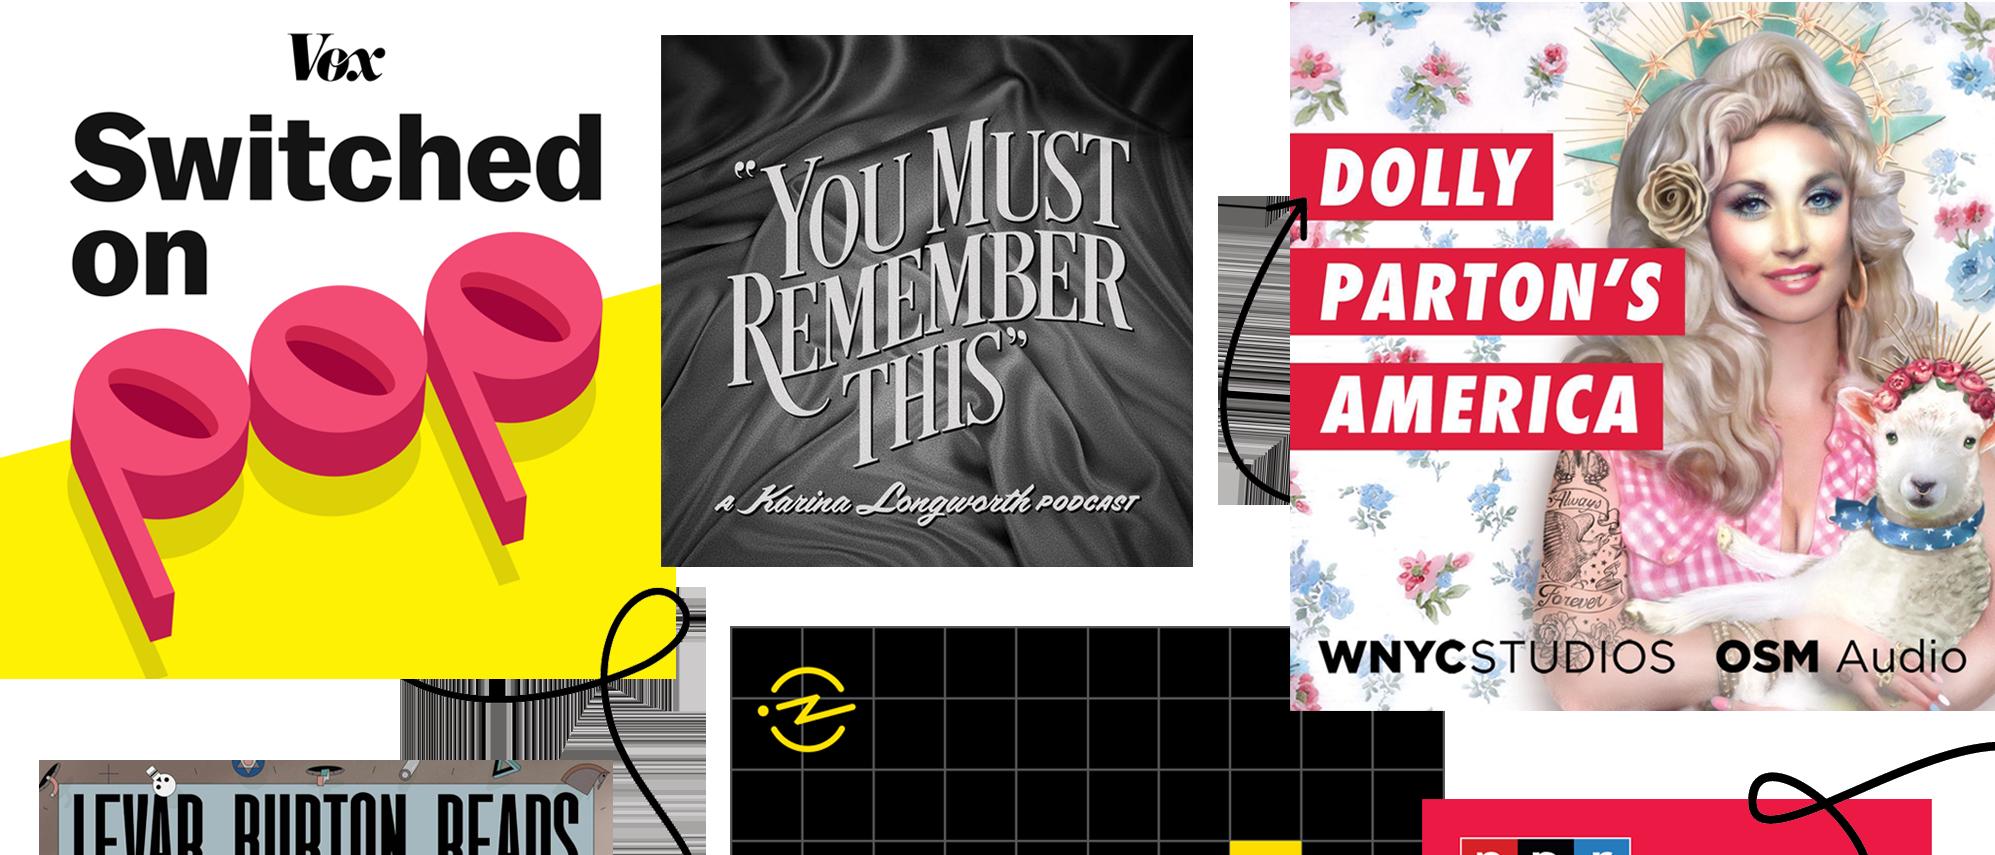 Vox
Switched
on
pop
“YOU MUST
REMEMBER
THIS”
A Karina Longworth PODCAST
DOLLY
PARTON’S
AMERICA
Always
Forever
WNYCSTUDIOS OSM Audio
LEVAR BURTON READS
npr